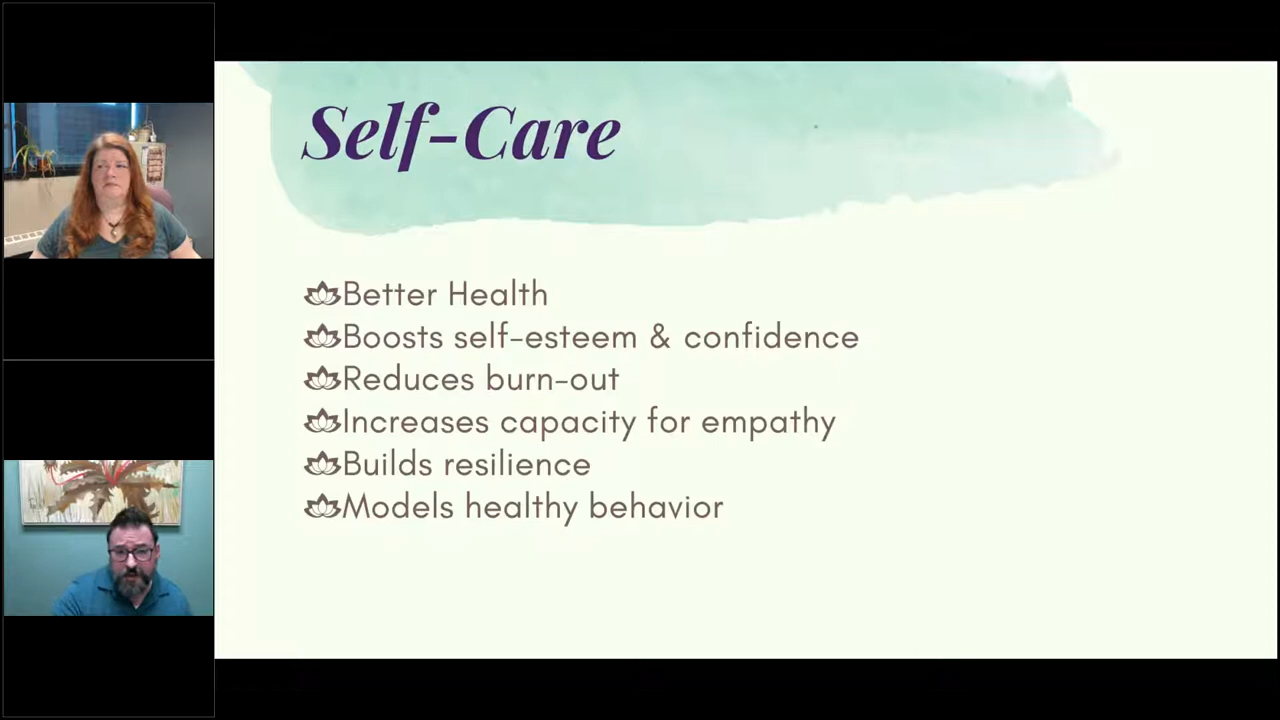 Self-Care
Better Health
Boosts self-esteem & confidence
Reduces burn-out
Increases capacity for empathy
Builds resilience
Models healthy behavior